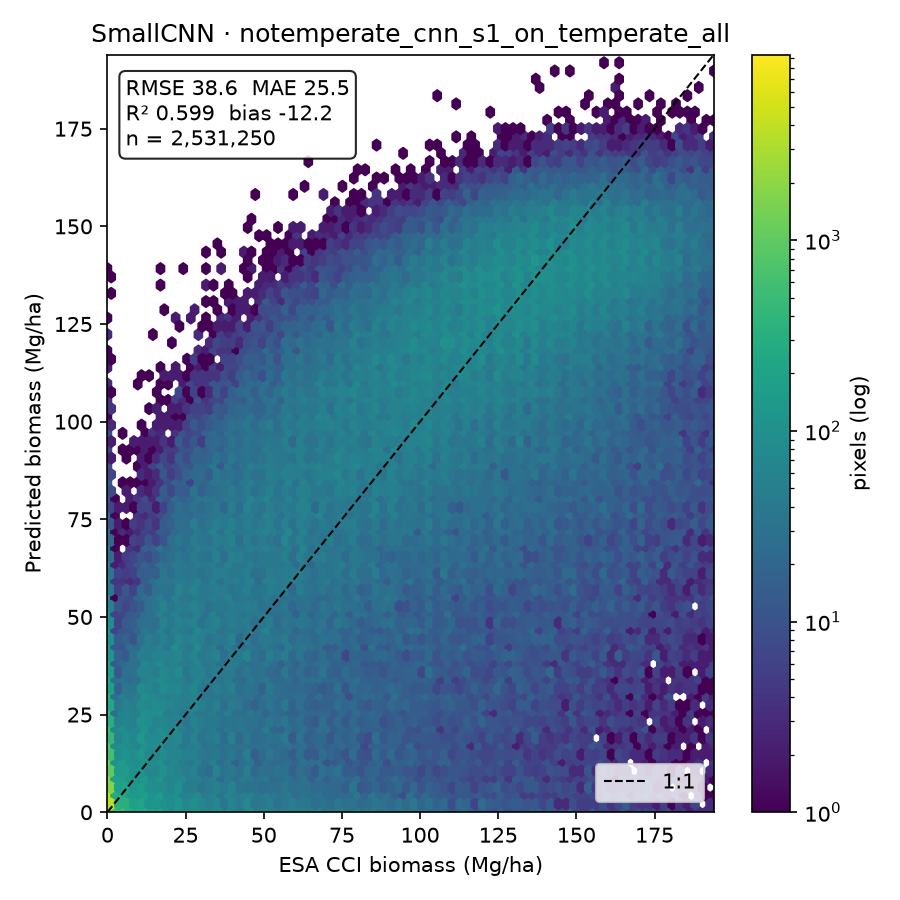 SmallCNN · notemperate_cnn_s1_on_temperate_all
RMSE 38.6 MAE 25.5
R² 0.599 bias -12.2
n = 2,531,250
175
150
125
100
75
50
25
0
Predicted biomass (Mg/ha)
0 25 50 75 100 125 150 175
ESA CCI biomass (Mg/ha)
1:1
10³
10²
10¹
10⁰
pixels (log)